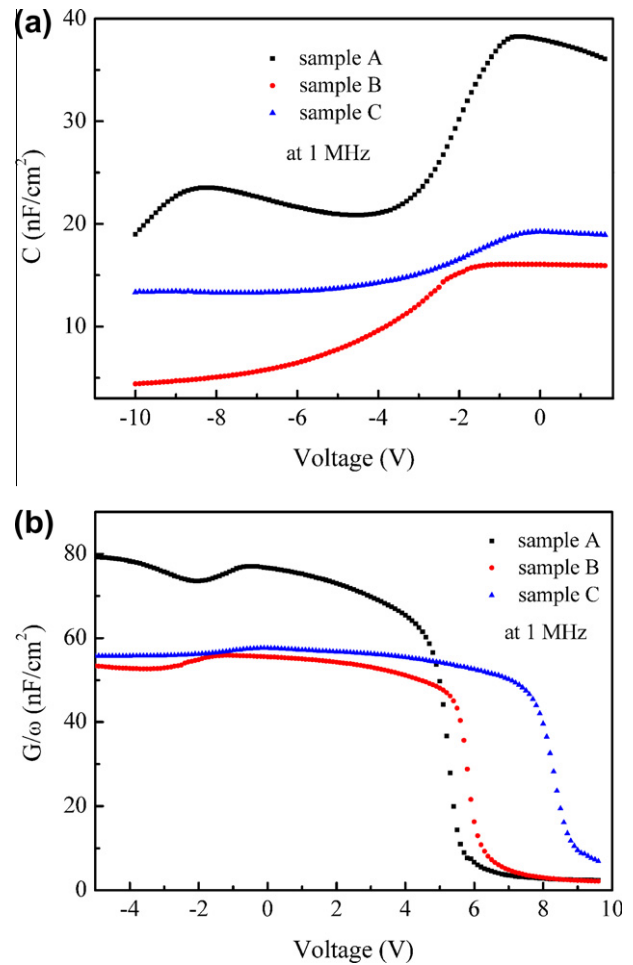 (a)
40
30
20
10
C (nF/cm²)
sample A
sample B
sample C
at 1 MHz
-10 -8 -6 -4 -2 0
Voltage (V)
(b)
80
60
40
20
0
G/ω (nF/cm²)
sample A
sample B
sample C
at 1 MHz
-4 -2 0 2 4 6 8 10
Voltage (V)